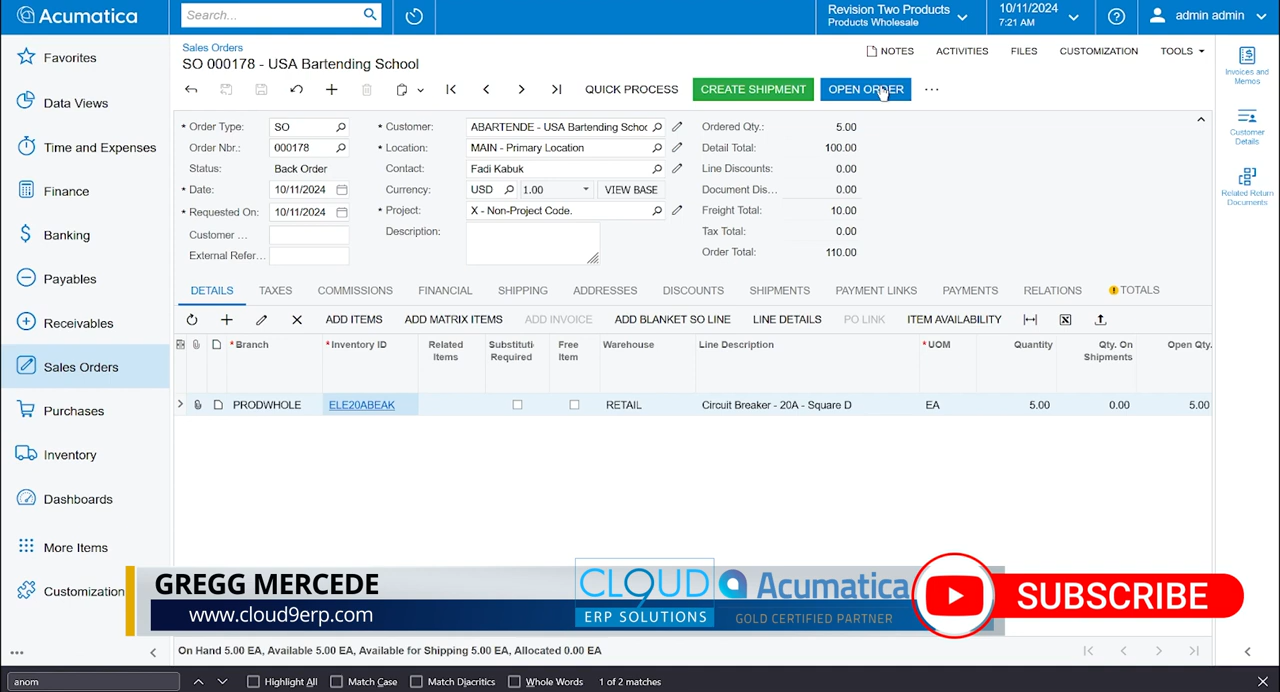 Acumatica
Search...
Revision Two Products
Products Wholesale
10/11/2024
7:21 AM
admin admin
Favorites
Data Views
Time and Expenses
Finance
Banking
Payables
Receivables
Sales Orders
Purchases
Inventory
Dashboards
More Items
Customization
Sales Orders
SO 000178 - USA Bartending School
NOTES ACTIVITIES FILES CUSTOMIZATION TOOLS
QUICK PROCESS CREATE SHIPMENT OPEN ORDER
* Order Type: SO
Order Nbr.: 000178
Status: Back Order
* Date: 10/11/2024
* Requested On: 10/11/2024
Customer ...
External Refer...
* Customer: ABARTENDE - USA Bartending Schoo
* Location: MAIN - Primary Location
Contact: Fadi Kabuk
Currency: USD 1.00 VIEW BASE
* Project: X - Non-Project Code.
Description:
Ordered Qty.: 5.00
Detail Total: 100.00
Line Discounts: 0.00
Document Dis... 0.00
Freight Total: 10.00
Tax Total: 0.00
Order Total: 110.00
Invoices and
Memos
Customer
Details
Related Return
Documents
DETAILS TAXES COMMISSIONS FINANCIAL SHIPPING ADDRESSES DISCOUNTS SHIPMENTS PAYMENT LINKS PAYMENTS RELATIONS TOTALS
ADD ITEMS ADD MATRIX ITEMS ADD INVOICE ADD BLANKET SO LINE LINE DETAILS PO LINK ITEM AVAILABILITY
* Branch * Inventory ID Related Substituti Free Warehouse Line Description * UOM Quantity Qty. On Open Qty.
Items Required Item Shipments
PRODWHOLE ELE20ABEAK RETAIL Circuit Breaker - 20A - Square D EA 5.00 0.00 5.00
GREGG MERCEDE
www.cloud9erp.com
CL9UD
ERP SOLUTIONS
Acumatica
GOLD CERTIFIED PARTNER
SUBSCRIBE
On Hand 5.00 EA, Available 5.00 EA, Available for Shipping 5.00 EA, Allocated 0.00 EA
anom Highlight All Match Case Match Diacritics Whole Words 1 of 2 matches